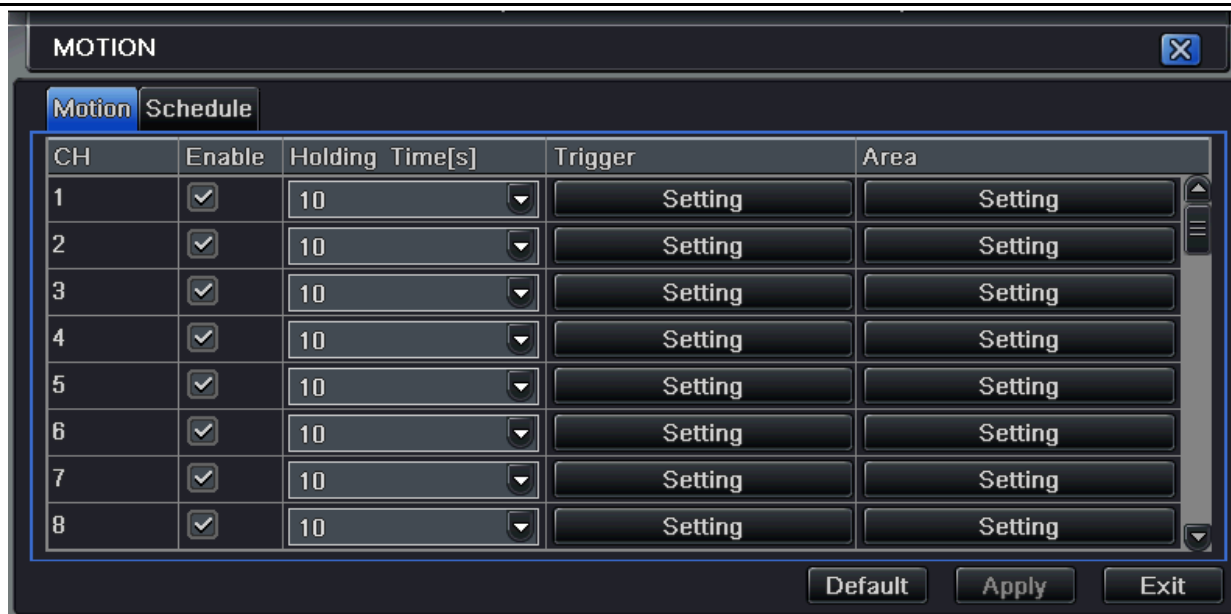 MOTION
Motion Schedule
CH Enable Holding Time[s] Trigger Area
1 10 Setting Setting
2 10 Setting Setting
3 10 Setting Setting
4 10 Setting Setting
5 10 Setting Setting
6 10 Setting Setting
7 10 Setting Setting
8 10 Setting Setting
Default Apply Exit